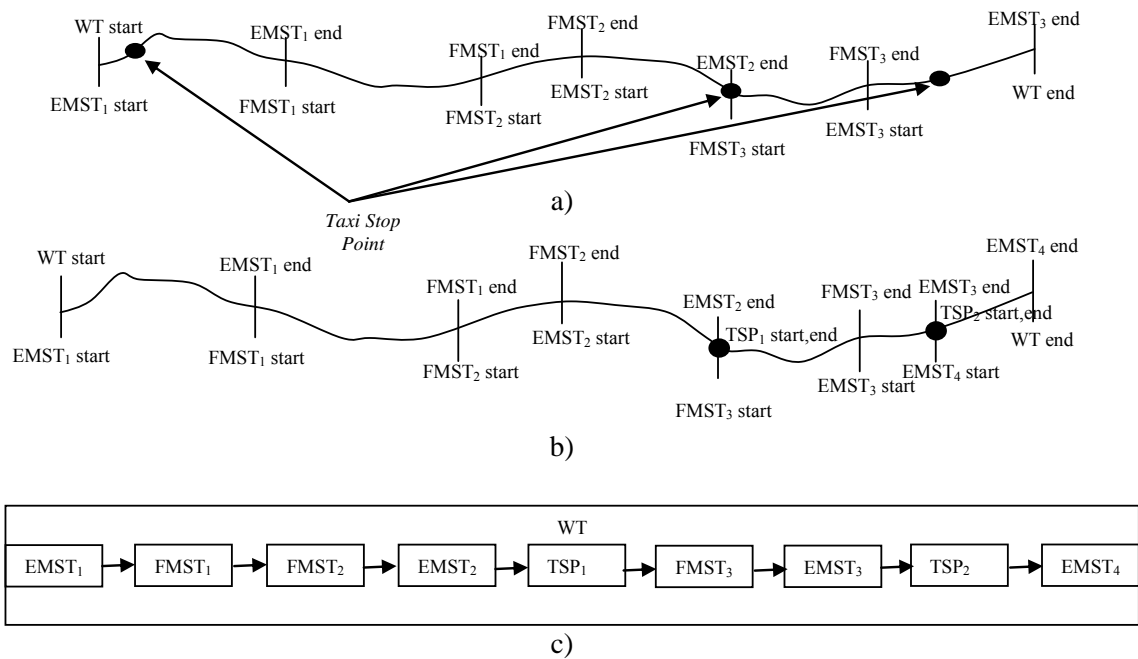 WT start
EMST₁ end
FMST₁ end
FMST₂ end
EMST₂ end
FMST₃ end
EMST₃ end
EMST₁ start
FMST₁ start
FMST₂ start
EMST₂ start
FMST₃ start
EMST₃ start
WT end
Taxi Stop
Point
a)
WT start
EMST₁ end
FMST₁ end
FMST₂ end
EMST₂ end
TSP₁ start,end
FMST₃ end
EMST₃ end
TSP₂ start,end
EMST₄ end
EMST₁ start
FMST₁ start
FMST₂ start
EMST₂ start
FMST₃ start
EMST₃ start
EMST₄ start
WT end
b)
WT
EMST₁
FMST₁
FMST₂
EMST₂
TSP₁
FMST₃
EMST₃
TSP₂
EMST₄
c)